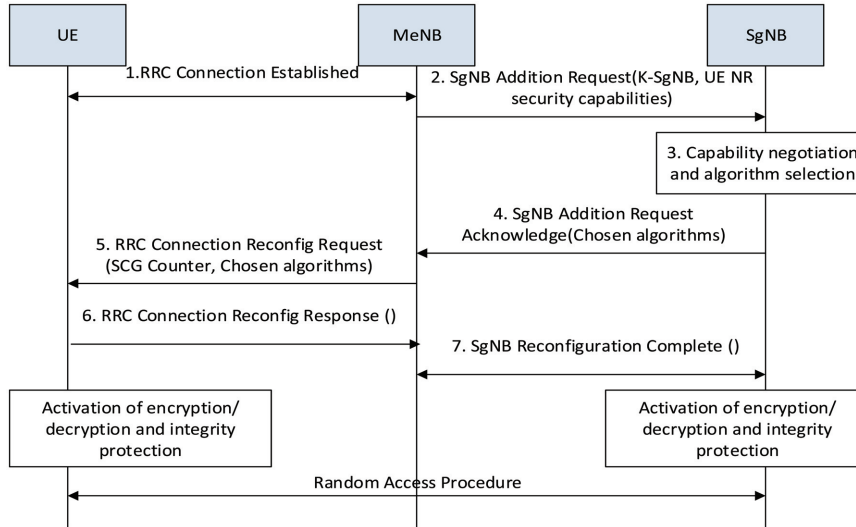 UE
MeNB
SgNB
1.RRC Connection Established
2. SgNB Addition Request(K-SgNB, UE NR
security capabilities)
3. Capability negotiation
and algorithm selection
4. SgNB Addition Request
Acknowledge(Chosen algorithms)
5. RRC Connection Reconfig Request
(SCG Counter, Chosen algorithms)
6. RRC Connection Reconfig Response ()
7. SgNB Reconfiguration Complete ()
Activation of encryption/
decryption and integrity
protection
Activation of encryption/
decryption and integrity
protection
Random Access Procedure